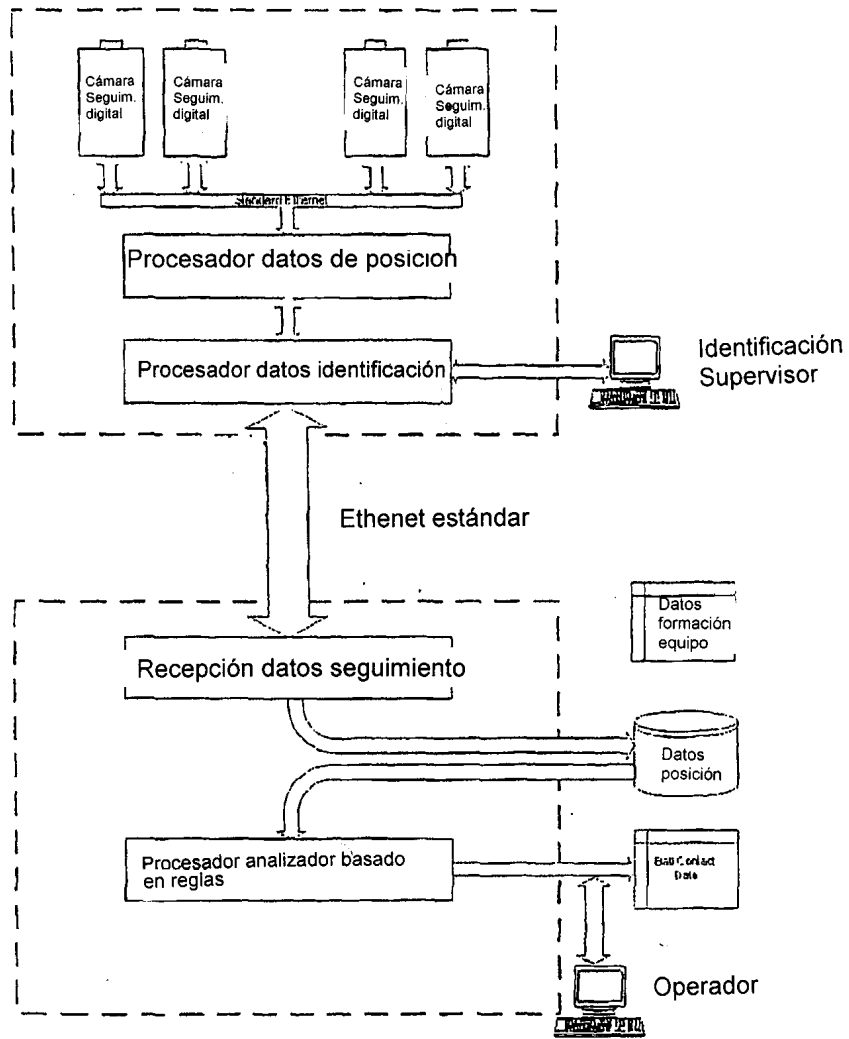 Cámara
Seguim.
digital
Cámara
Seguim.
digital
Cámara
Seguim.
digital
Cámara
Seguim.
digital
Standard Ethernet
Procesador datos de posicion
Procesador datos identificación
Identificación
Supervisor
Ethenet estándar
Datos
formación
equipo
Recepción datos seguimiento
Datos
posición
Procesador analizador basado
en reglas
Ball Contact
Data
Operador